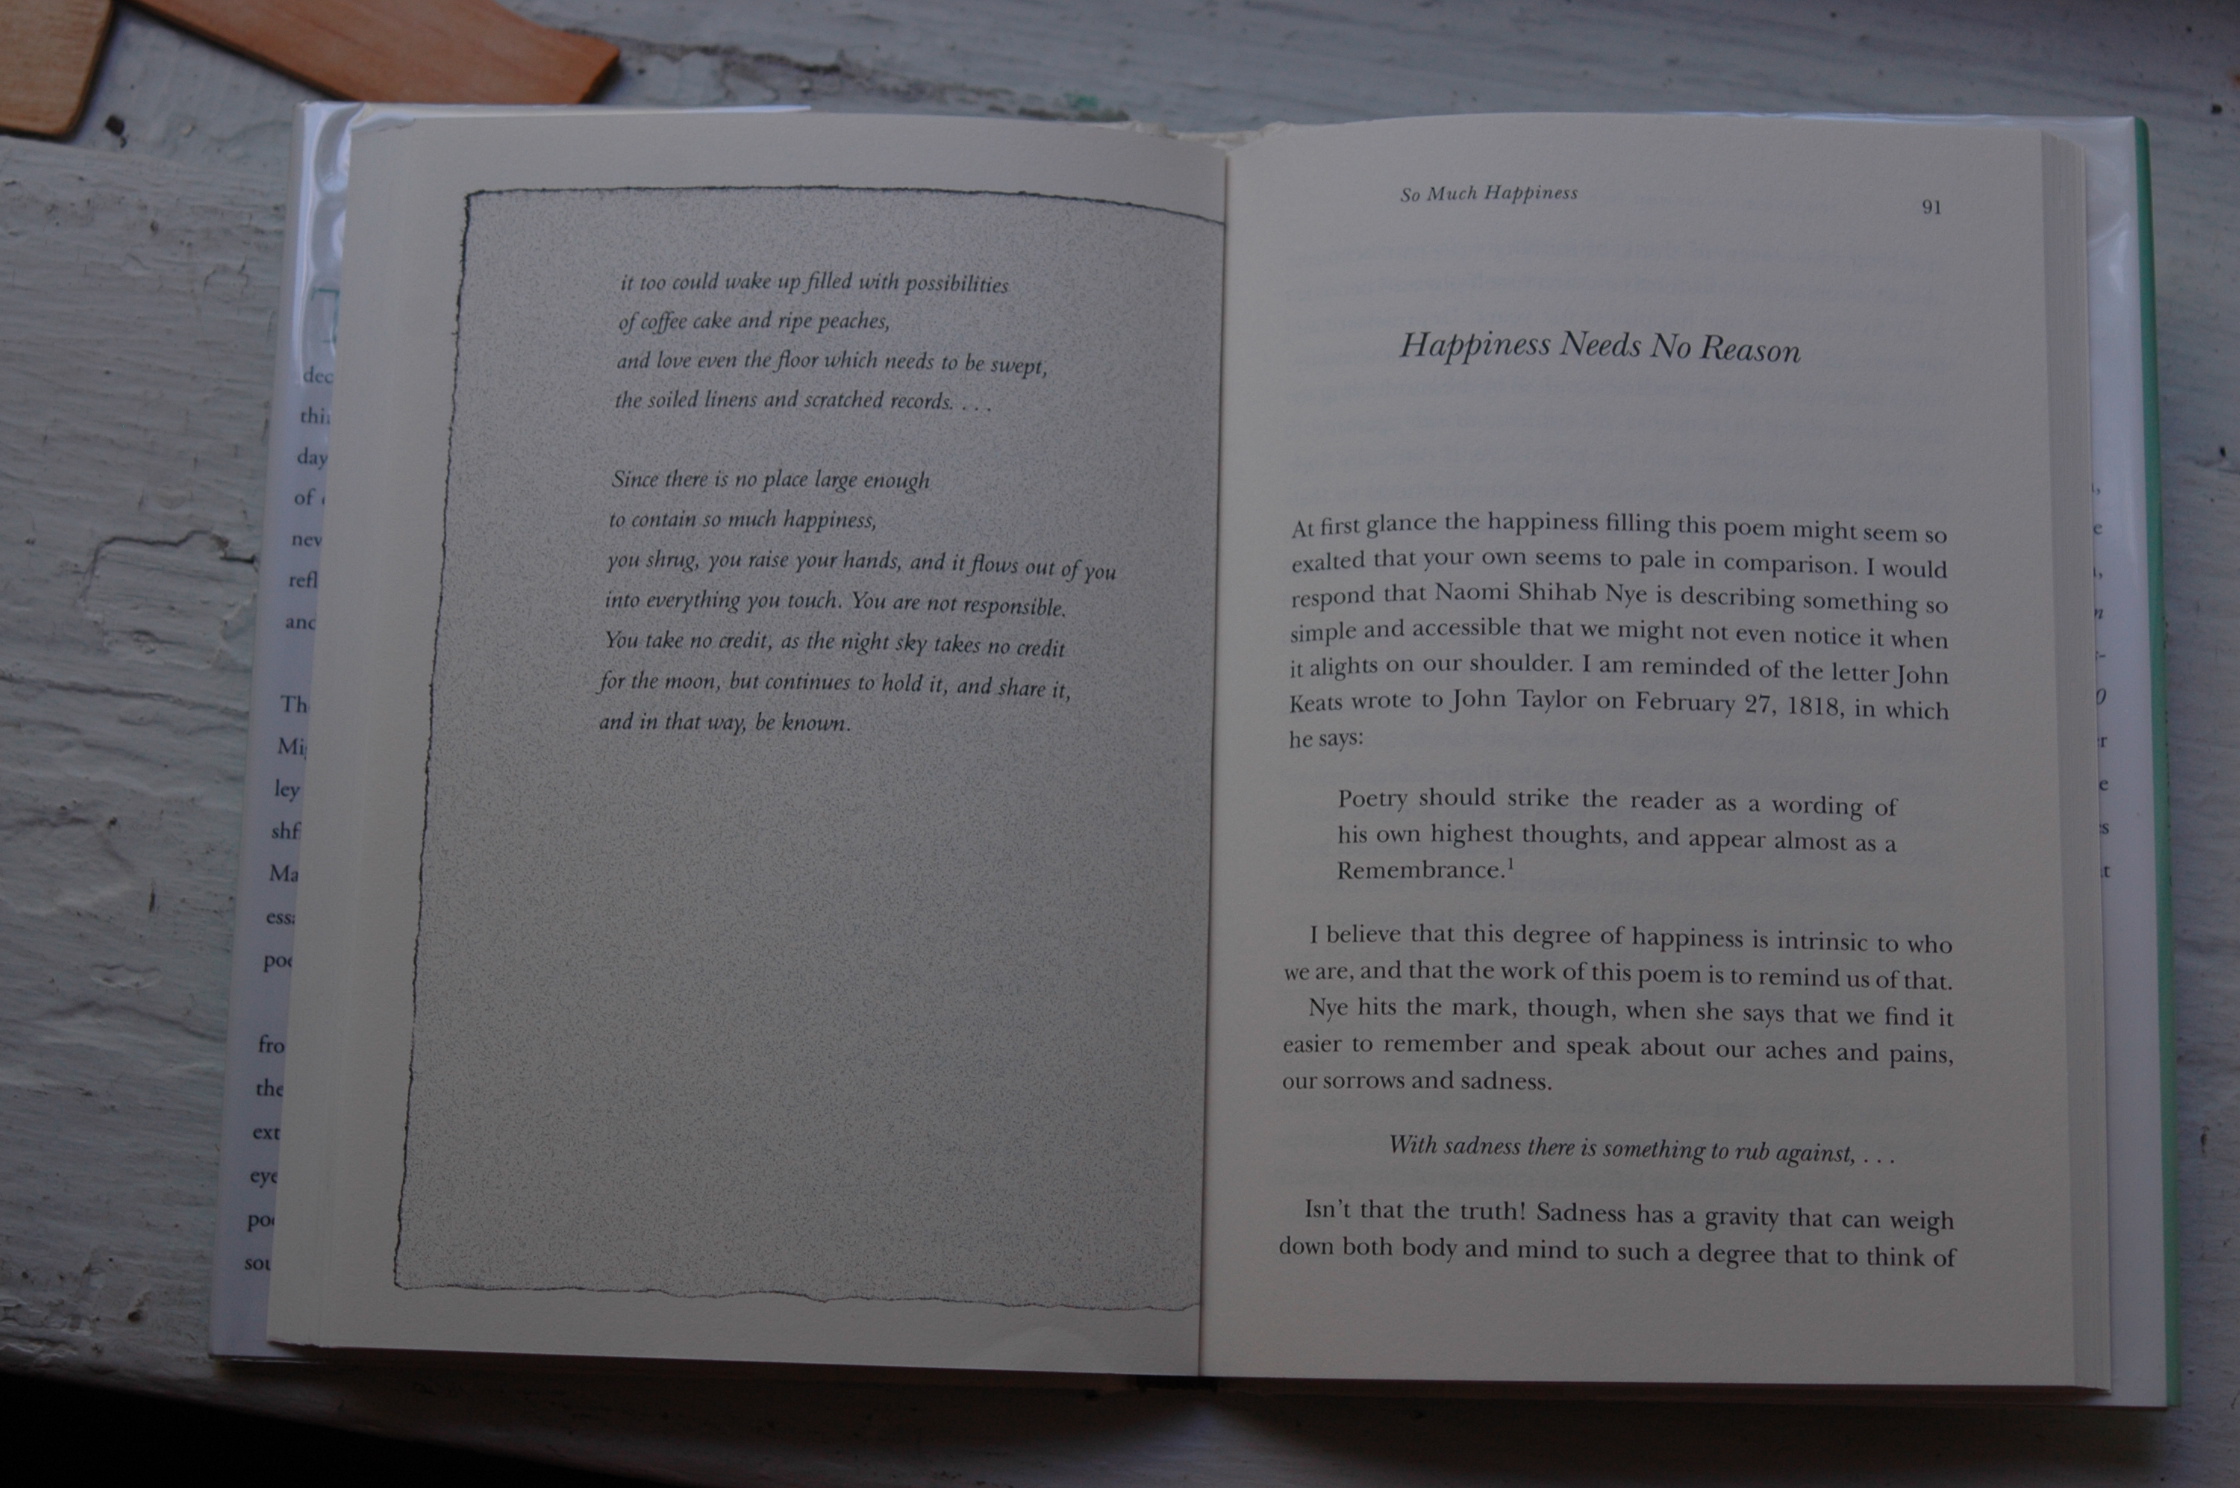 it too could wake up filled with possibilities
of coffee cake and ripe peaches,
and love even the floor which needs to be swept,
the soiled linens and scratched records. . . .
Since there is no place large enough
to contain so much happiness,
you shrug, you raise your hands, and it flows out of you
into everything you touch. You are not responsible.
You take no credit, as the night sky takes no credit
for the moon, but continues to hold it, and share it,
and in that way, be known.
So Much Happiness
91
Happiness Needs No Reason
At first glance the happiness filling this poem might seem so
exalted that your own seems to pale in comparison. I would
respond that Naomi Shihab Nye is describing something so
simple and accessible that we might not even notice it when
it alights on our shoulder. I am reminded of the letter John
Keats wrote to John Taylor on February 27, 1818, in which
he says:
Poetry should strike the reader as a wording of
his own highest thoughts, and appear almost as a
Remembrance.1
I believe that this degree of happiness is intrinsic to who
we are, and that the work of this poem is to remind us of that.
Nye hits the mark, though, when she says that we find it
easier to remember and speak about our aches and pains,
our sorrows and sadness.
With sadness there is something to rub against, . . .
Isn't that the truth! Sadness has a gravity that can weigh
down both body and mind to such a degree that to think of